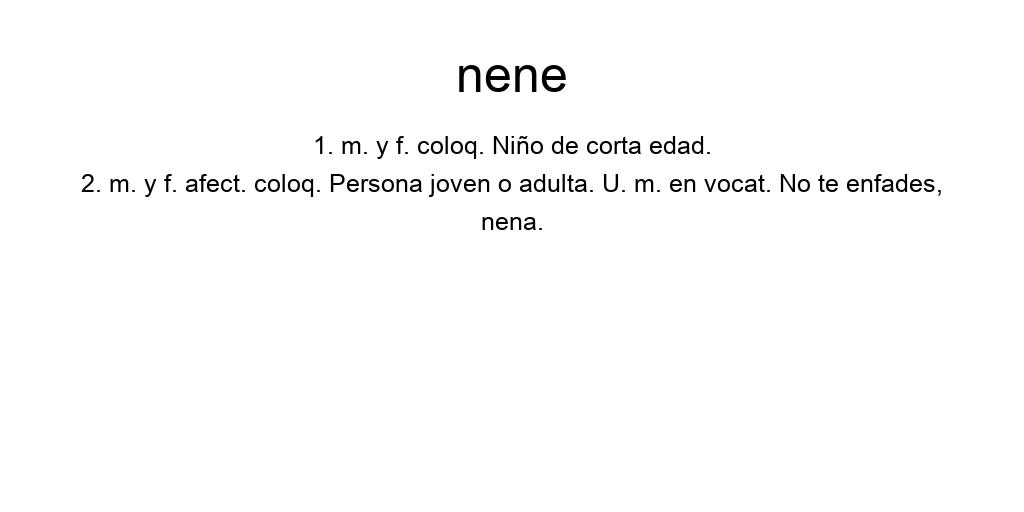 nene
1. m. y f. coloq. Niño de corta edad.
2. m. y f. afect. coloq. Persona joven o adulta. U. m. en vocat. No te enfades,
nena.